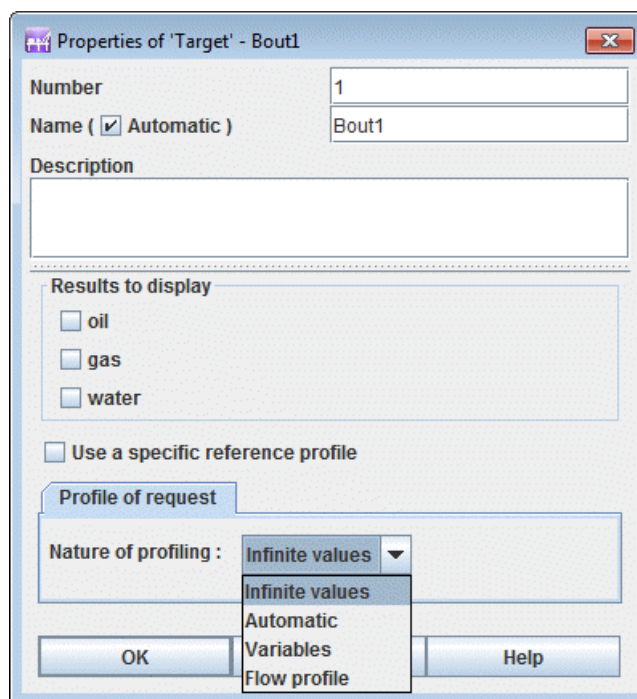 Properties of 'Target' - Bout1
Number 1
Name ( Automatic ) Bout1
Description
Results to display
oil
gas
water
Use a specific reference profile
Profile of request
Nature of profiling : Infinite values
Infinite values
Automatic
Variables
Flow profile
OK Help